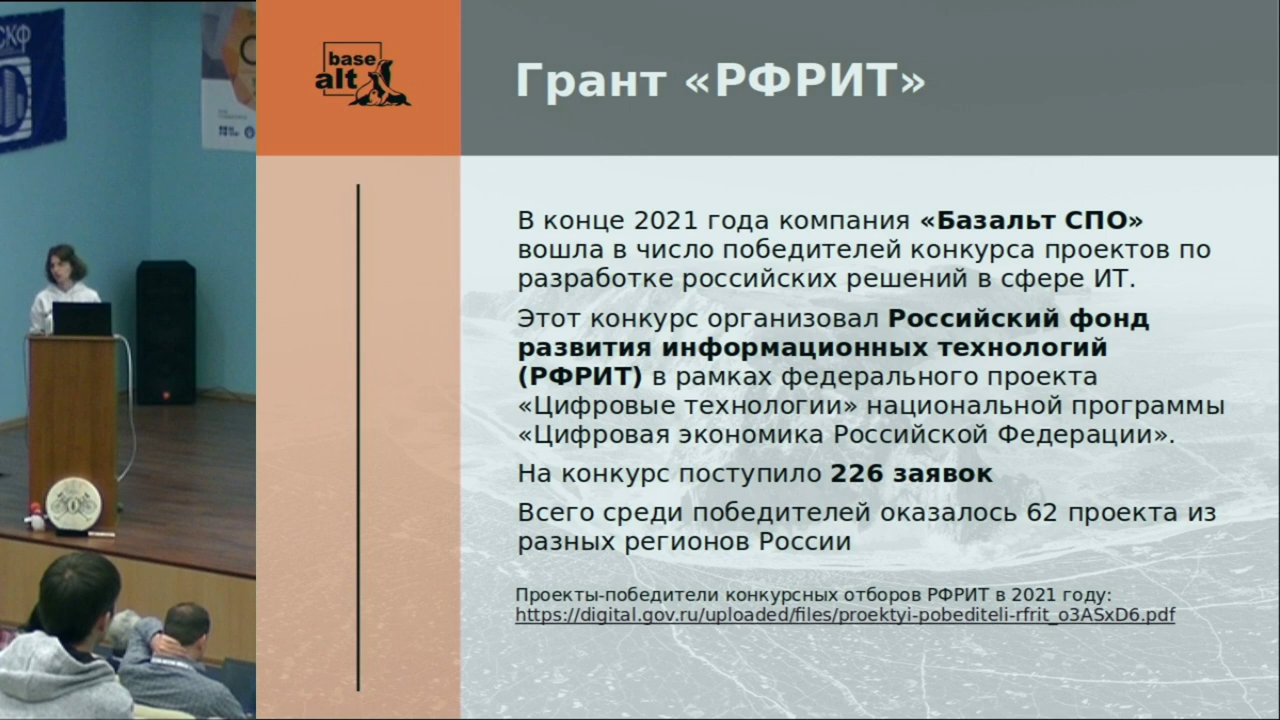 СКФ
base
alt
Грант «РФРИТ»
В конце 2021 года компания «Базальт СПО»
вошла в число победителей конкурса проектов по
разработке российских решений в сфере ИТ.
Этот конкурс организовал Российский фонд
развития информационных технологий
(РФРИТ) в рамках федерального проекта
«Цифровые технологии» национальной программы
«Цифровая экономика Российской Федерации».
На конкурс поступило 226 заявок
Всего среди победителей оказалось 62 проекта из
разных регионов России
Проекты-победители конкурсных отборов РФРИТ в 2021 году:
https://digital.gov.ru/uploaded/files/proektyi-pobediteli-rfrit_o3ASxD6.pdf